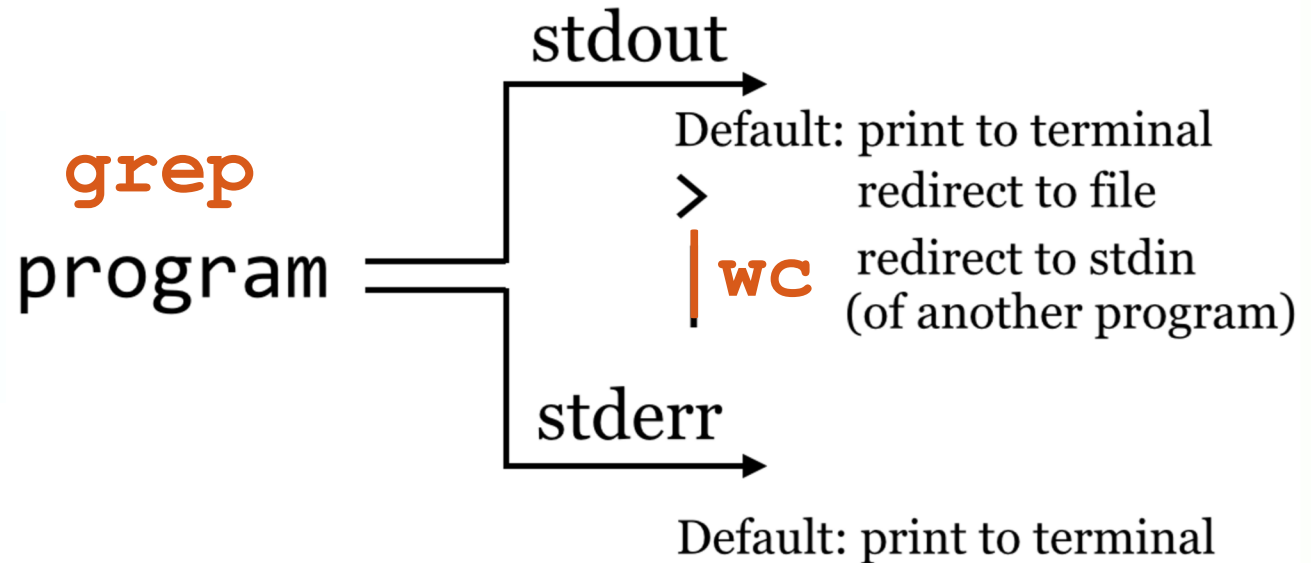 stdout
Default: print to terminal
grep
> redirect to file
program
| wc redirect to stdin
(of another program)
stderr
Default: print to terminal